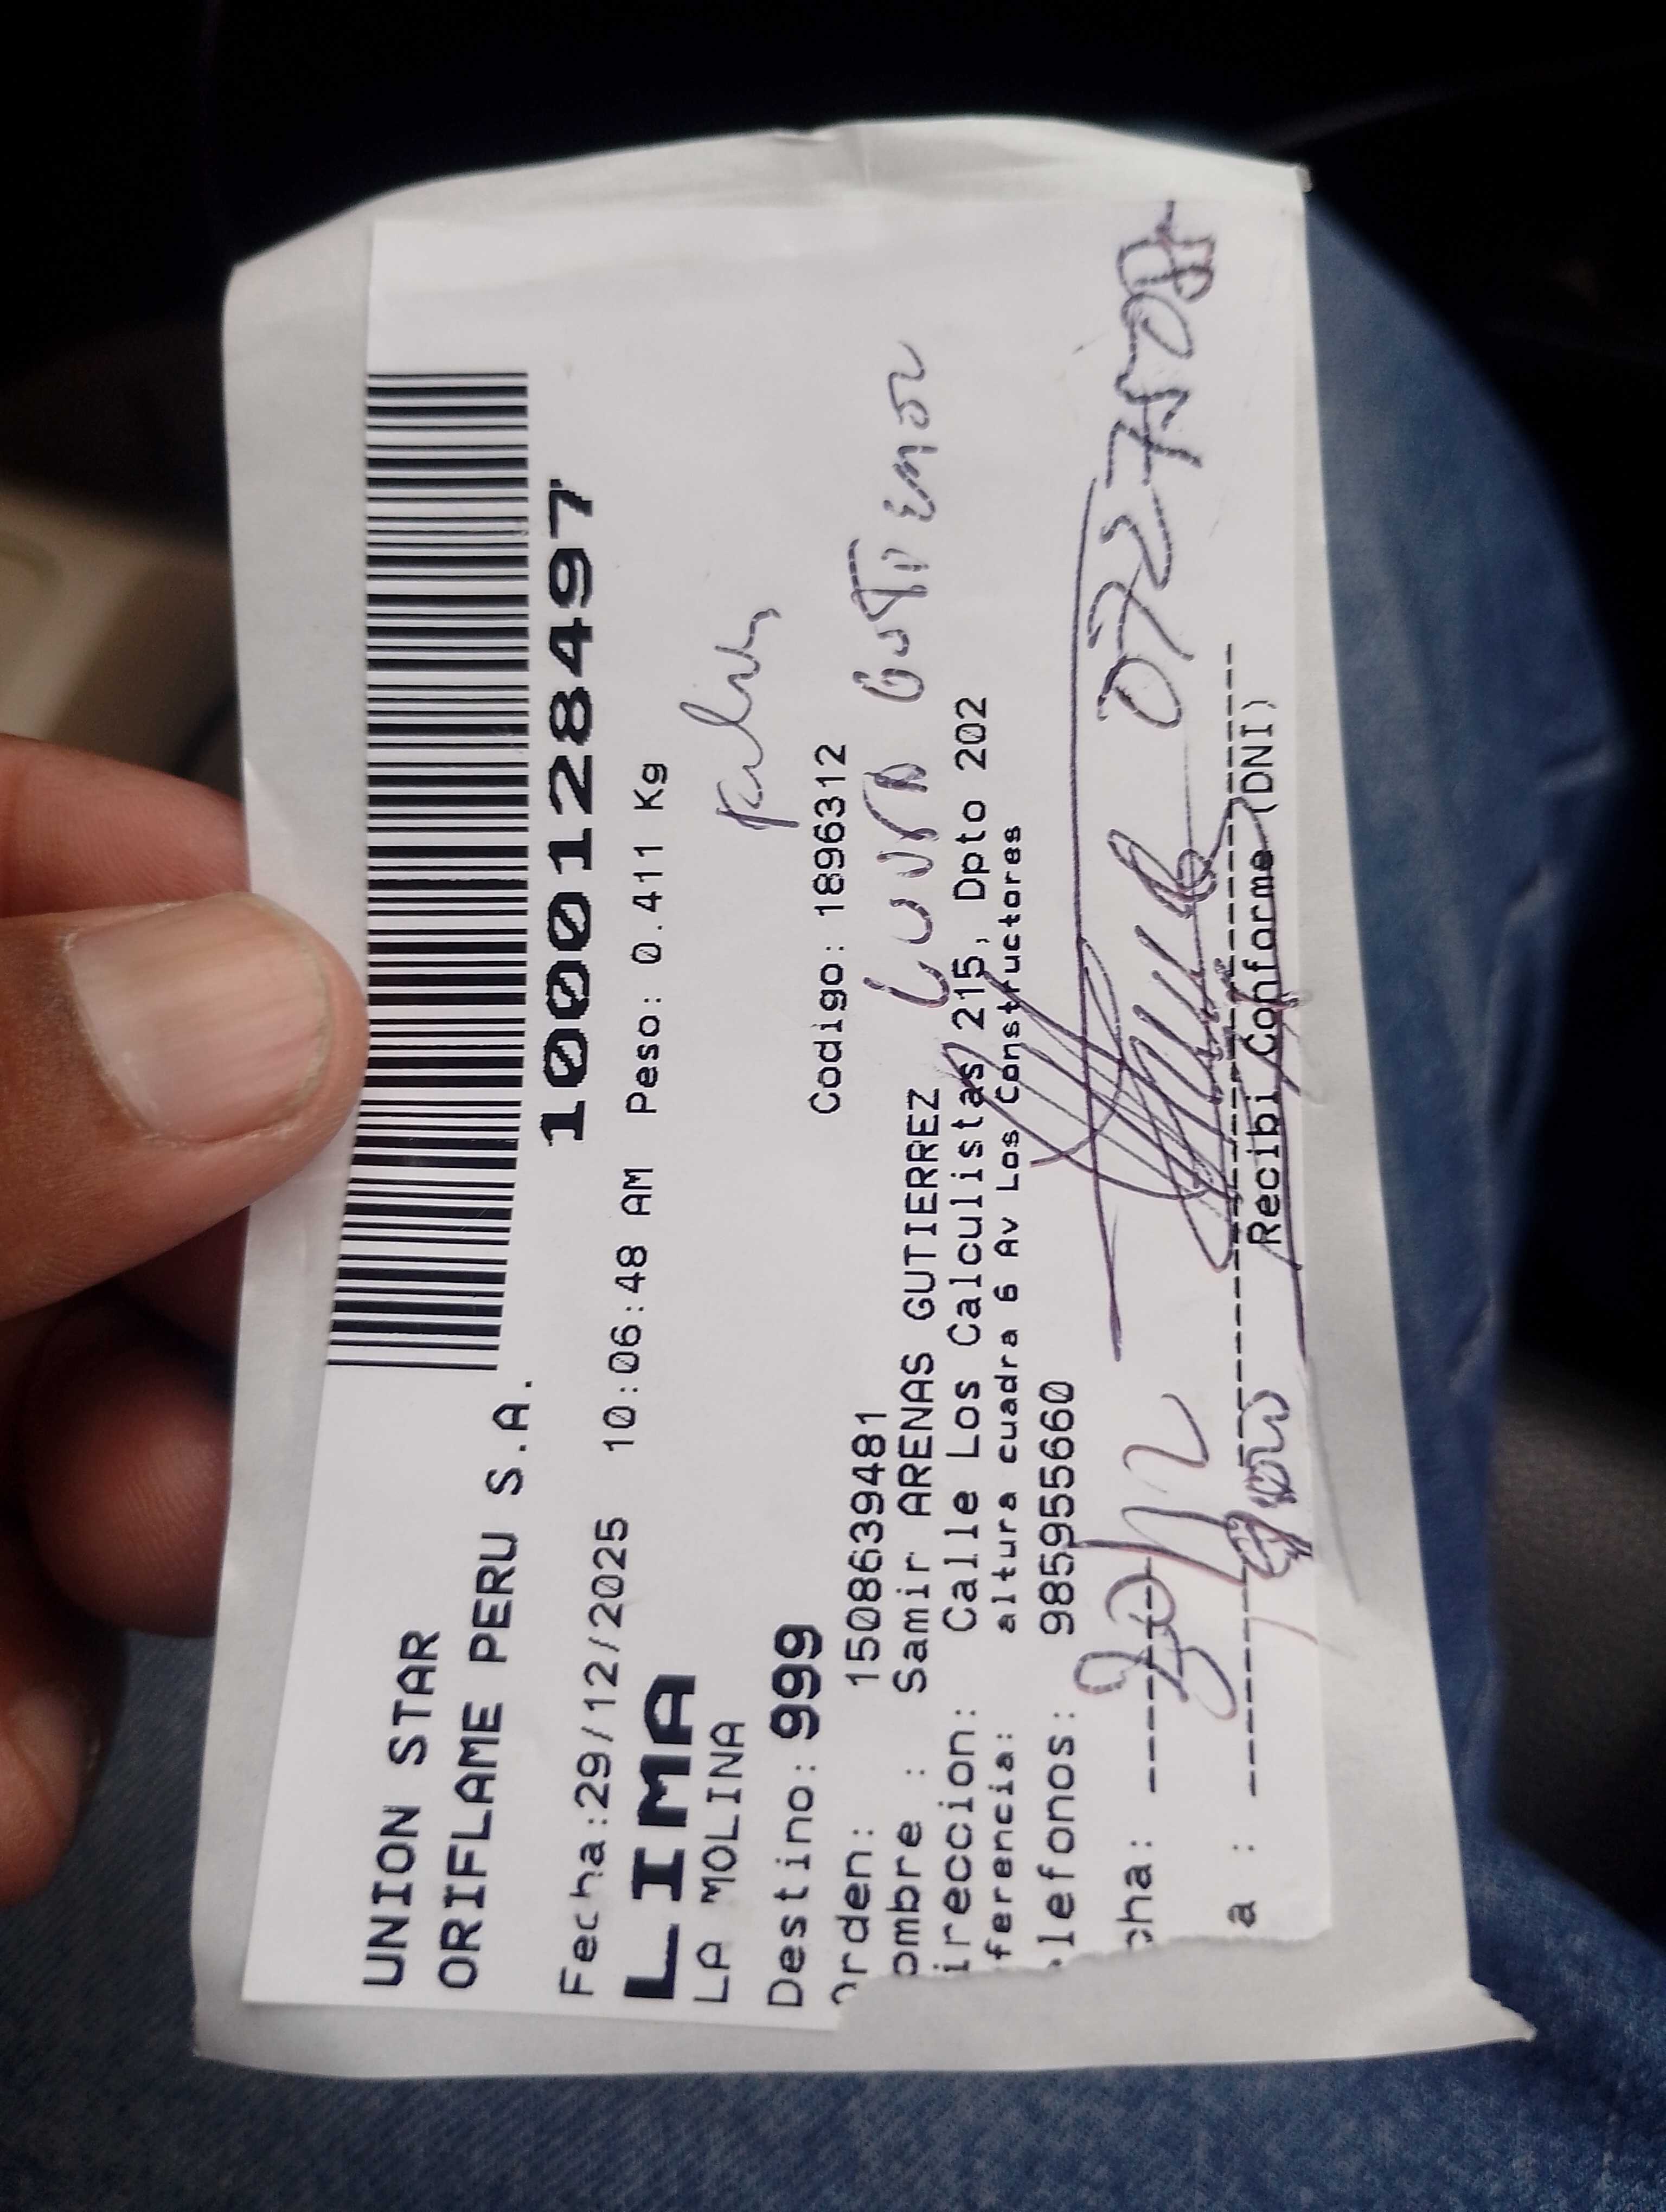 UNION STAR
ORIFLAME PERU S.A.
1000128497
Fecha:29/12/2025 10:06:48 AM Peso: 0.411 Kg
LIMA
LA MOLINA
Destino: 999 Codigo: 1896312
Orden: 1508639481
ombre : Samir ARENAS GUTIERREZ
ireccion: Calle Los Calculistas 215, Dpto 202
ferencia: altura cuadra 6 Av Los Constructores
lefonos: 985955660
cha:
a :
Recibi Conforme (DNI)